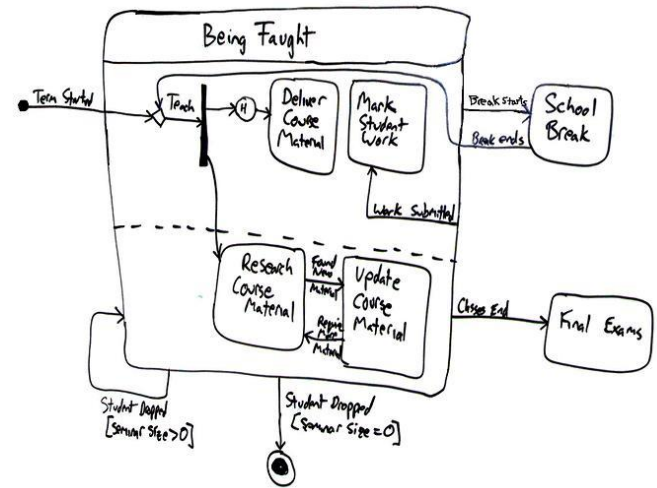 Being Taught
Term Started
Teach
H
Deliver
Course
Material
Mark
Student
Work
Break starts
School
Break
Break ends
Work Submitted
Research
Course
Material
Found
New
Material
Update
Course
Material
Require
More
Material
Classes End
Final Exams
Student Dropped
[Seminar Size>0]
Student Dropped
[Seminar Size=0]